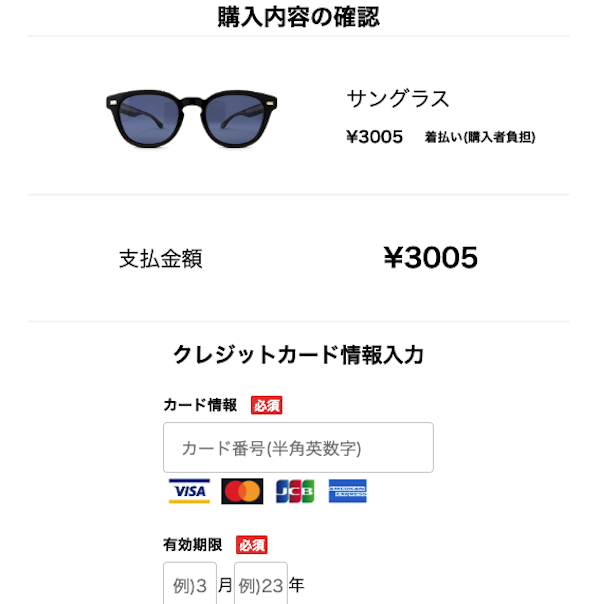 購入内容の確認
サングラス
¥3005 着払い(購入者負担)
支払金額 ¥3005
クレジットカード情報入力
カード情報 必須
カード番号(半角英数字)
VISA JCB AMERICAN EXPRESS
有効期限 必須
例)3 月 例)23 年